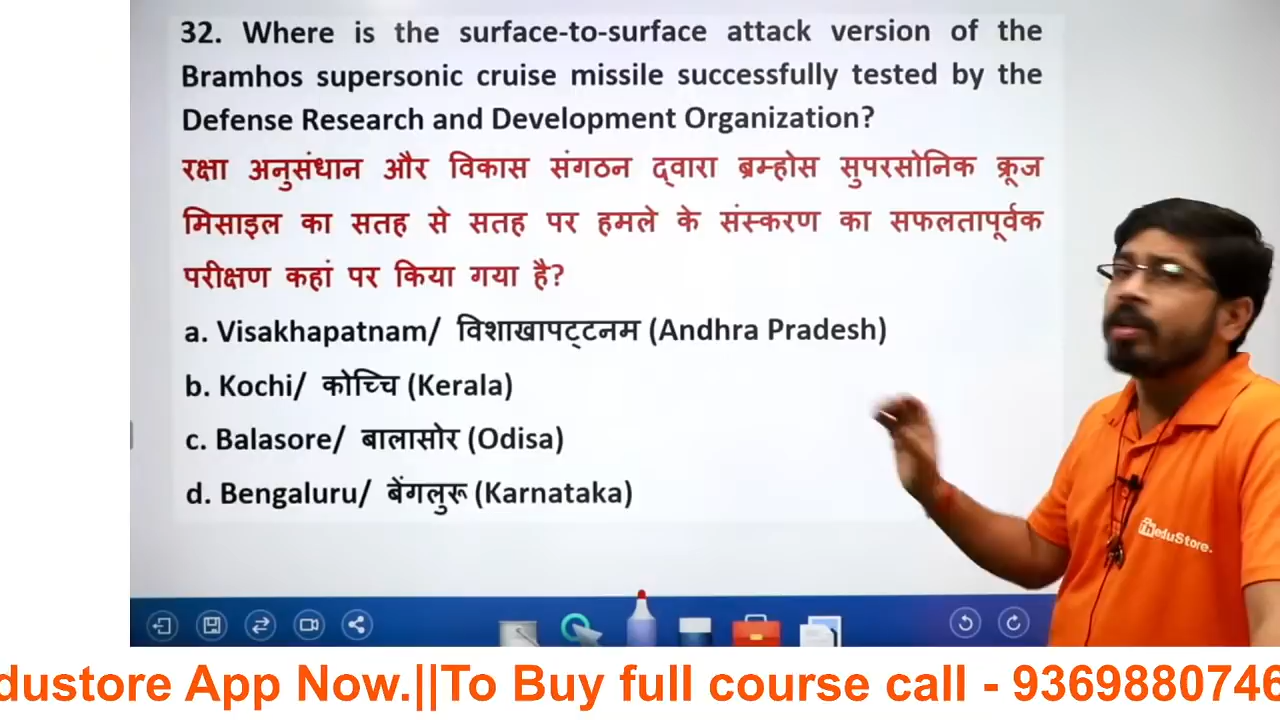 32. Where is the surface-to-surface attack version of the
Bramhos supersonic cruise missile successfully tested by the
Defense Research and Development Organization?
रक्षा अनुसंधान और विकास संगठन द्वारा ब्रम्होस सुपरसोनिक क्रूज
मिसाइल का सतह से सतह पर हमले के संस्करण का सफलतापूर्वक
परीक्षण कहां पर किया गया है?
a. Visakhapatnam/ विशाखापट्टनम (Andhra Pradesh)
b. Kochi/ कोच्चि (Kerala)
c. Balasore/ बालासोर (Odisa)
d. Bengaluru/ बेंगलुरू (Karnataka)
eduStore.
dustore App Now.||To Buy full course call - 9369880746